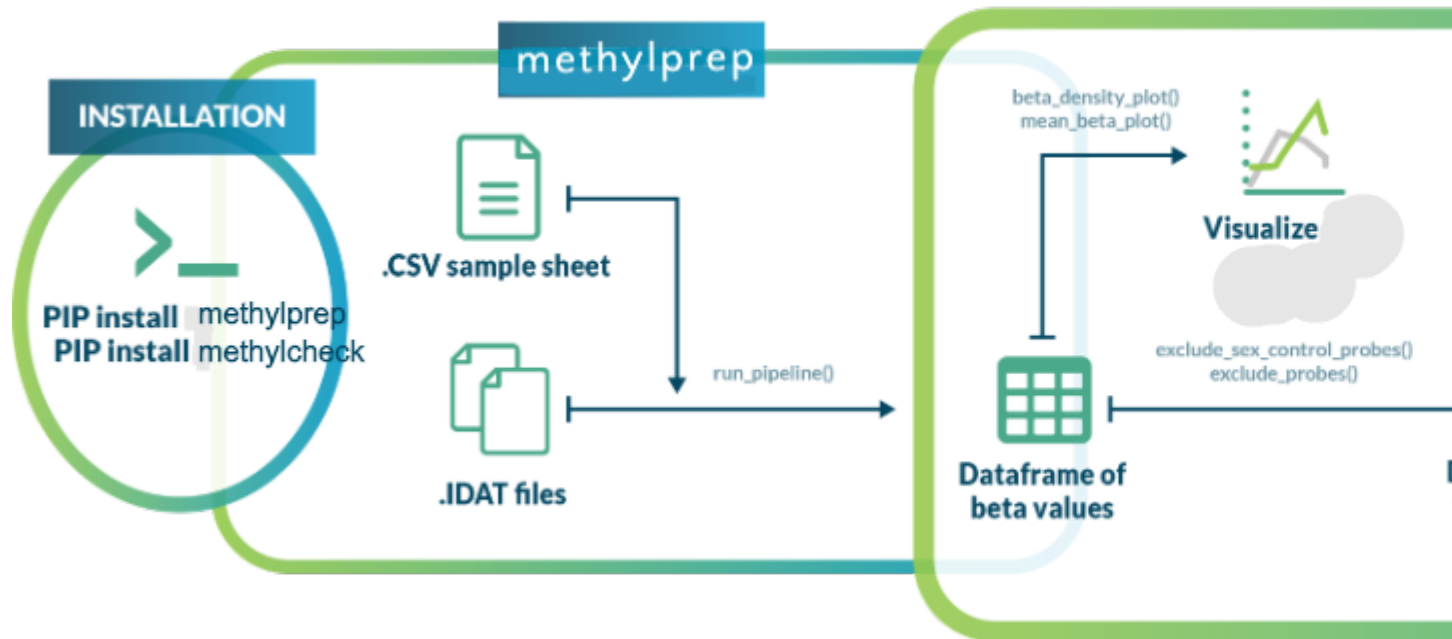 INSTALLATION
PIP install methylprep
PIP install methylcheck
methylprep
.CSV sample sheet
.IDAT files
run_pipeline()
beta_density_plot()
mean_beta_plot()
Visualize
Dataframe of
beta values
exclude_sex_control_probes()
exclude_probes()